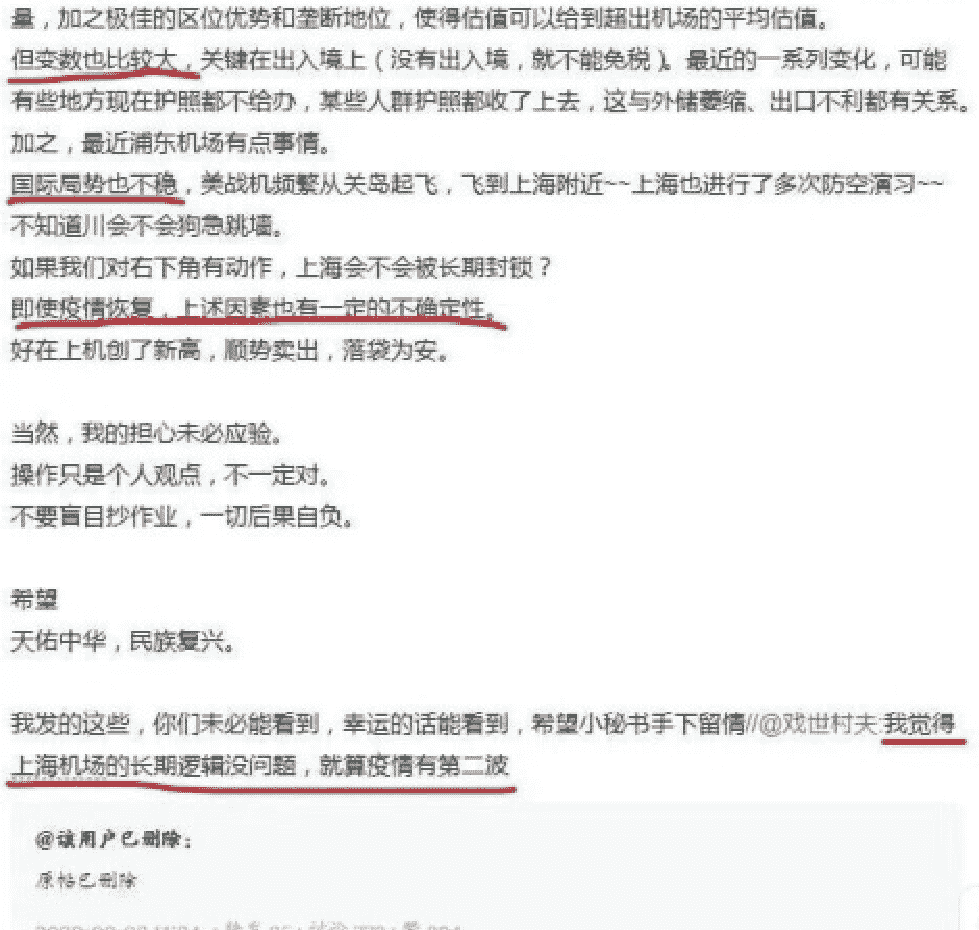 量，加之极佳的区位优势和垄断地位，使得估值可以给到超出机场的平均估值。
但变数也比较大，关键在出入境上（没有出入境，就不能免税）。最近的一系列变化，可能
有些地方现在护照都不给办，某些人群护照都收了上去，这与外储萎缩、出口不利都有关系。
加之，最近浦东机场有点事情。
国际局势也不稳，美战机频繁从关岛起飞，飞到上海附近~~上海也进行了多次防空演习~~
不知道川会不会狗急跳墙。
如果我们对右下角有动作，上海会不会被长期封锁？
即使疫情恢复，上述因素也有一定的不确定性。
好在上机创了新高，顺势卖出，落袋为安。
当然，我的担心未必应验。
操作只是个人观点，不一定对。
不要盲目抄作业，一切后果自负。
希望
天佑中华，民族复兴。
我发的这些，你们未必能看到，幸运的话能看到，希望小秘书手下留情//@戏世村夫:我觉得
上海机场的长期逻辑没问题，就算疫情有第二波
@该用户已删除：
原帖已删除